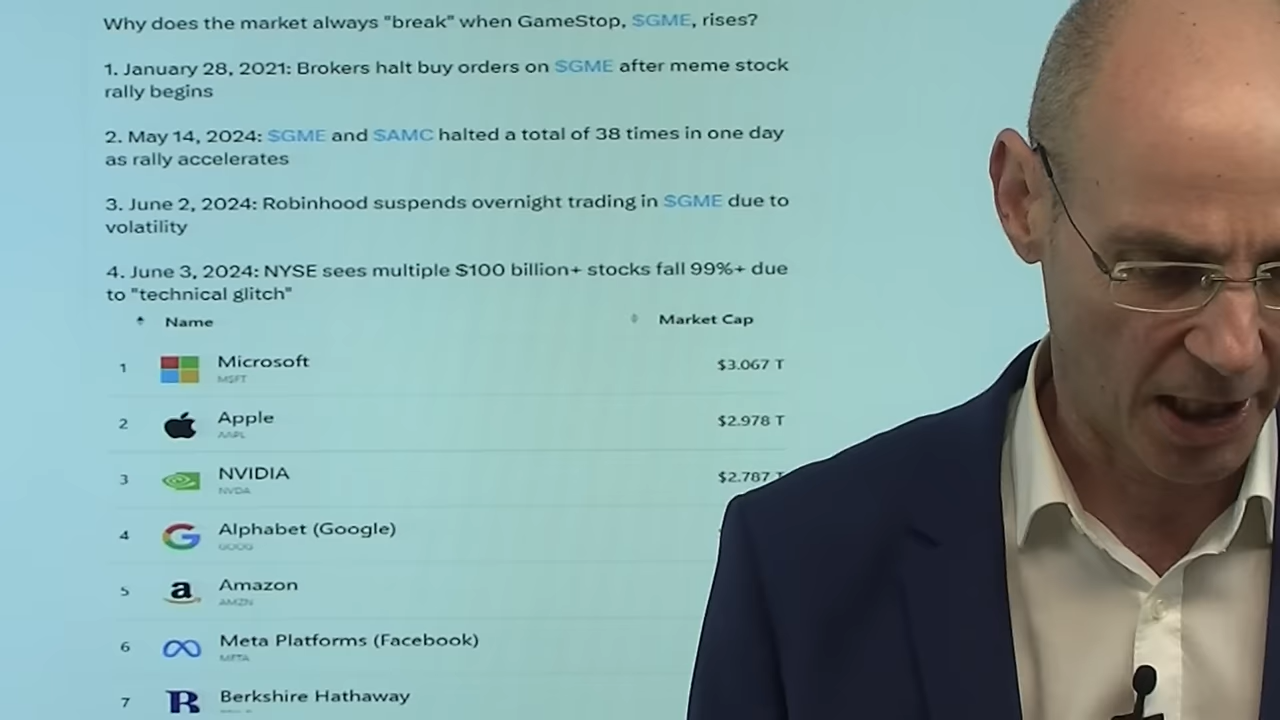 Why does the market always "break" when GameStop, $GME, rises?
1. January 28, 2021: Brokers halt buy orders on $GME after meme stock
rally begins
2. May 14, 2024: $GME and $AMC halted a total of 38 times in one day
as rally accelerates
3. June 2, 2024: Robinhood suspends overnight trading in $GME due to
volatility
4. June 3, 2024: NYSE sees multiple $100 billion+ stocks fall 99%+ due
to "technical glitch"
Name Market Cap
1 Microsoft $3.067 T
MSFT
2 Apple $2.978 T
AAPL
3 NVIDIA $2.787 T
NVDA
4 Alphabet (Google)
GOOG
5 Amazon
AMZN
6 Meta Platforms (Facebook)
META
7 Berkshire Hathaway